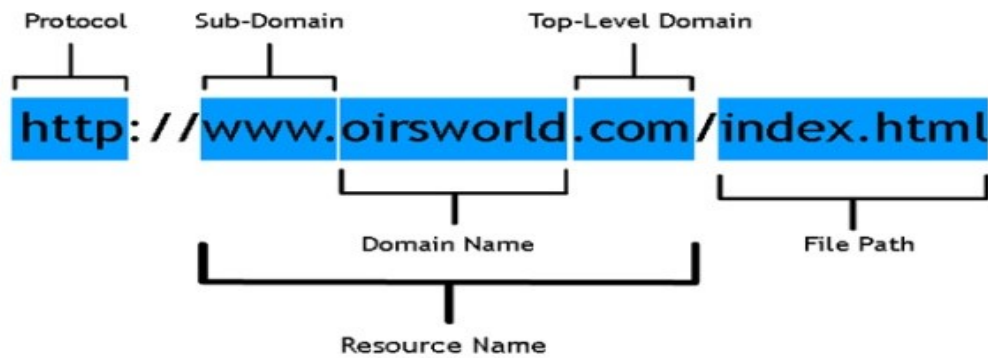 Protocol Sub-Domain Top-Level Domain
http://www.oirsworld.com/index.html
Domain Name File Path
Resource Name